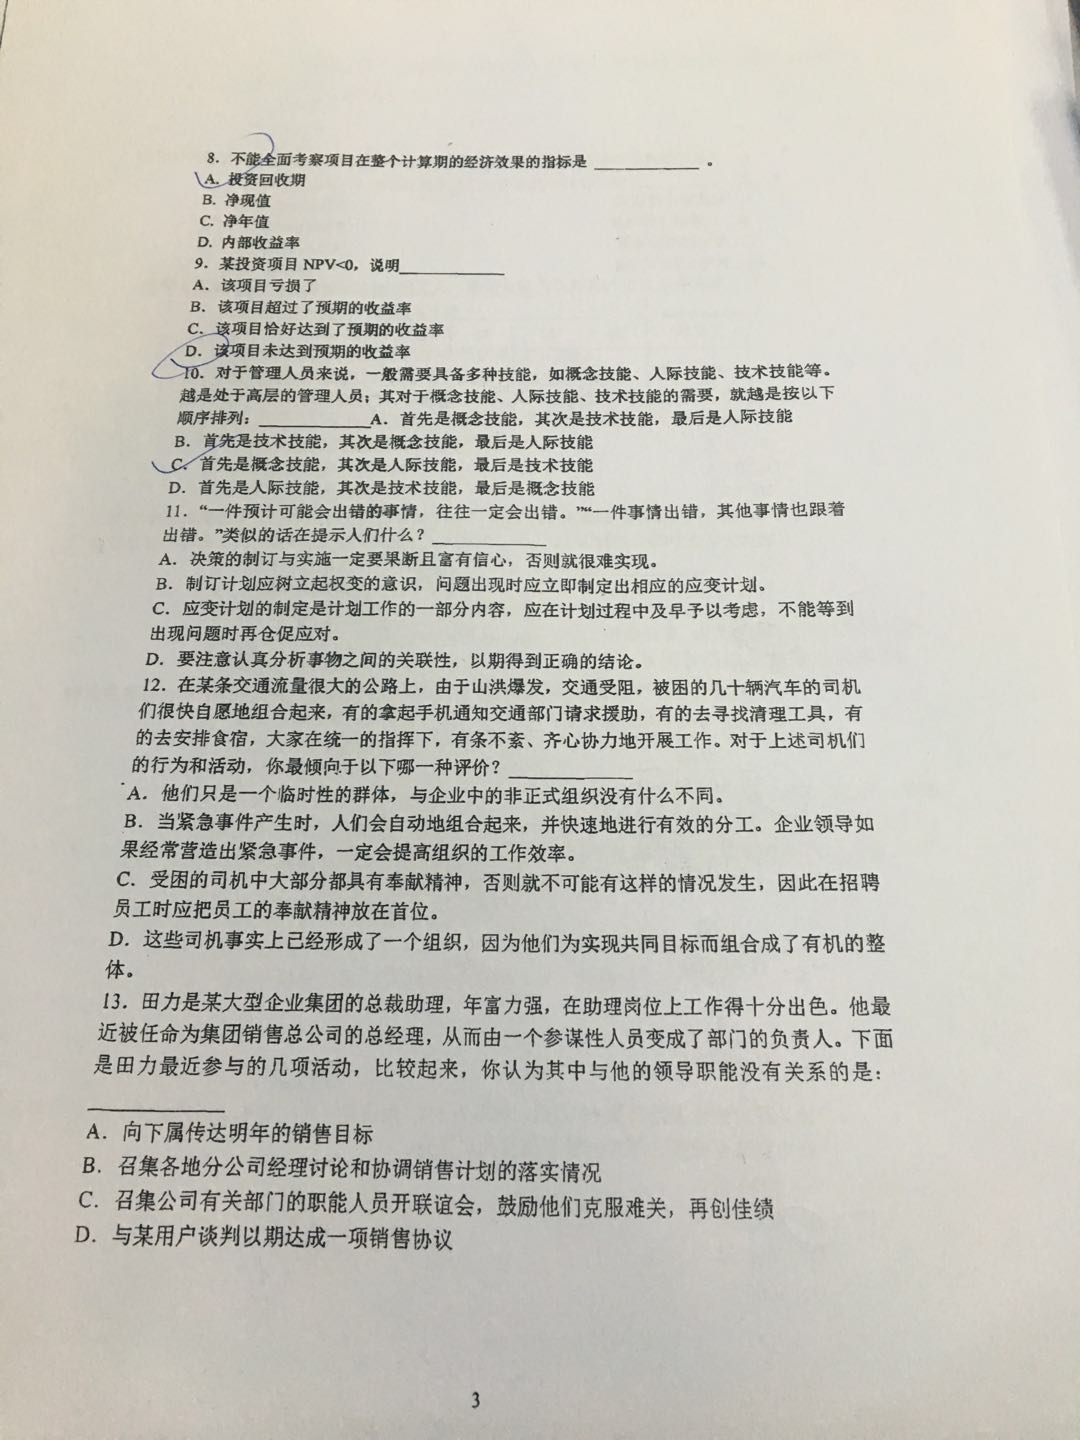 8．不能全面考察项目在整个计算期的经济效果的指标是 ____________ 。
A. 投资回收期
B. 净现值
C. 净年值
D. 内部收益率
9．某投资项目 NPV<0，说明____________
A．该项目亏损了
B．该项目超过了预期的收益率
C．该项目恰好达到了预期的收益率
D．该项目未达到预期的收益率
10．对于管理人员来说，一般需要具备多种技能，如概念技能、人际技能、技术技能等。
越是处于高层的管理人员；其对于概念技能、人际技能、技术技能的需要，就越是按以下
顺序排列：____________A．首先是概念技能，其次是技术技能，最后是人际技能
B．首先是技术技能，其次是概念技能，最后是人际技能
C．首先是概念技能，其次是人际技能，最后是技术技能
D．首先是人际技能，其次是技术技能，最后是概念技能
11．“一件预计可能会出错的事情，往往一定会出错。”“一件事情出错，其他事情也跟着
出错。”类似的话在提示人们什么？____________
A．决策的制订与实施一定要果断且富有信心，否则就很难实现。
B．制订计划应树立起权变的意识，问题出现时应立即制定出相应的应变计划。
C．应变计划的制定是计划工作的一部分内容，应在计划过程中及早予以考虑，不能等到
出现问题时再仓促应对。
D．要注意认真分析事物之间的关联性，以期得到正确的结论。
12．在某条交通流量很大的公路上，由于山洪爆发，交通受阻，被困的几十辆汽车的司机
们很快自愿地组合起来，有的拿起手机通知交通部门请求援助，有的去寻找清理工具，有
的去安排食宿，大家在统一的指挥下，有条不紊、齐心协力地开展工作。对于上述司机们
的行为和活动，你最倾向于以下哪一种评价？____________
A．他们只是一个临时性的群体，与企业中的非正式组织没有什么不同。
B．当紧急事件产生时，人们会自动地组合起来，并快速地进行有效的分工。企业领导如
果经常营造出紧急事件，一定会提高组织的工作效率。
C．受困的司机中大部分都具有奉献精神，否则就不可能有这样的情况发生，因此在招聘
员工时应把员工的奉献精神放在首位。
D．这些司机事实上已经形成了一个组织，因为他们为实现共同目标而组合成了有机的整
体。
13．田力是某大型企业集团的总裁助理，年富力强，在助理岗位上工作得十分出色。他最
近被任命为集团销售总公司的总经理，从而由一个参谋性人员变成了部门的负责人。下面
是田力最近参与的几项活动，比较起来，你认为其中与他的领导职能没有关系的是：
____________
A．向下属传达明年的销售目标
B．召集各地分公司经理讨论和协调销售计划的落实情况
C．召集公司有关部门的职能人员开联谊会，鼓励他们克服难关，再创佳绩
D．与某用户谈判以期达成一项销售协议
3